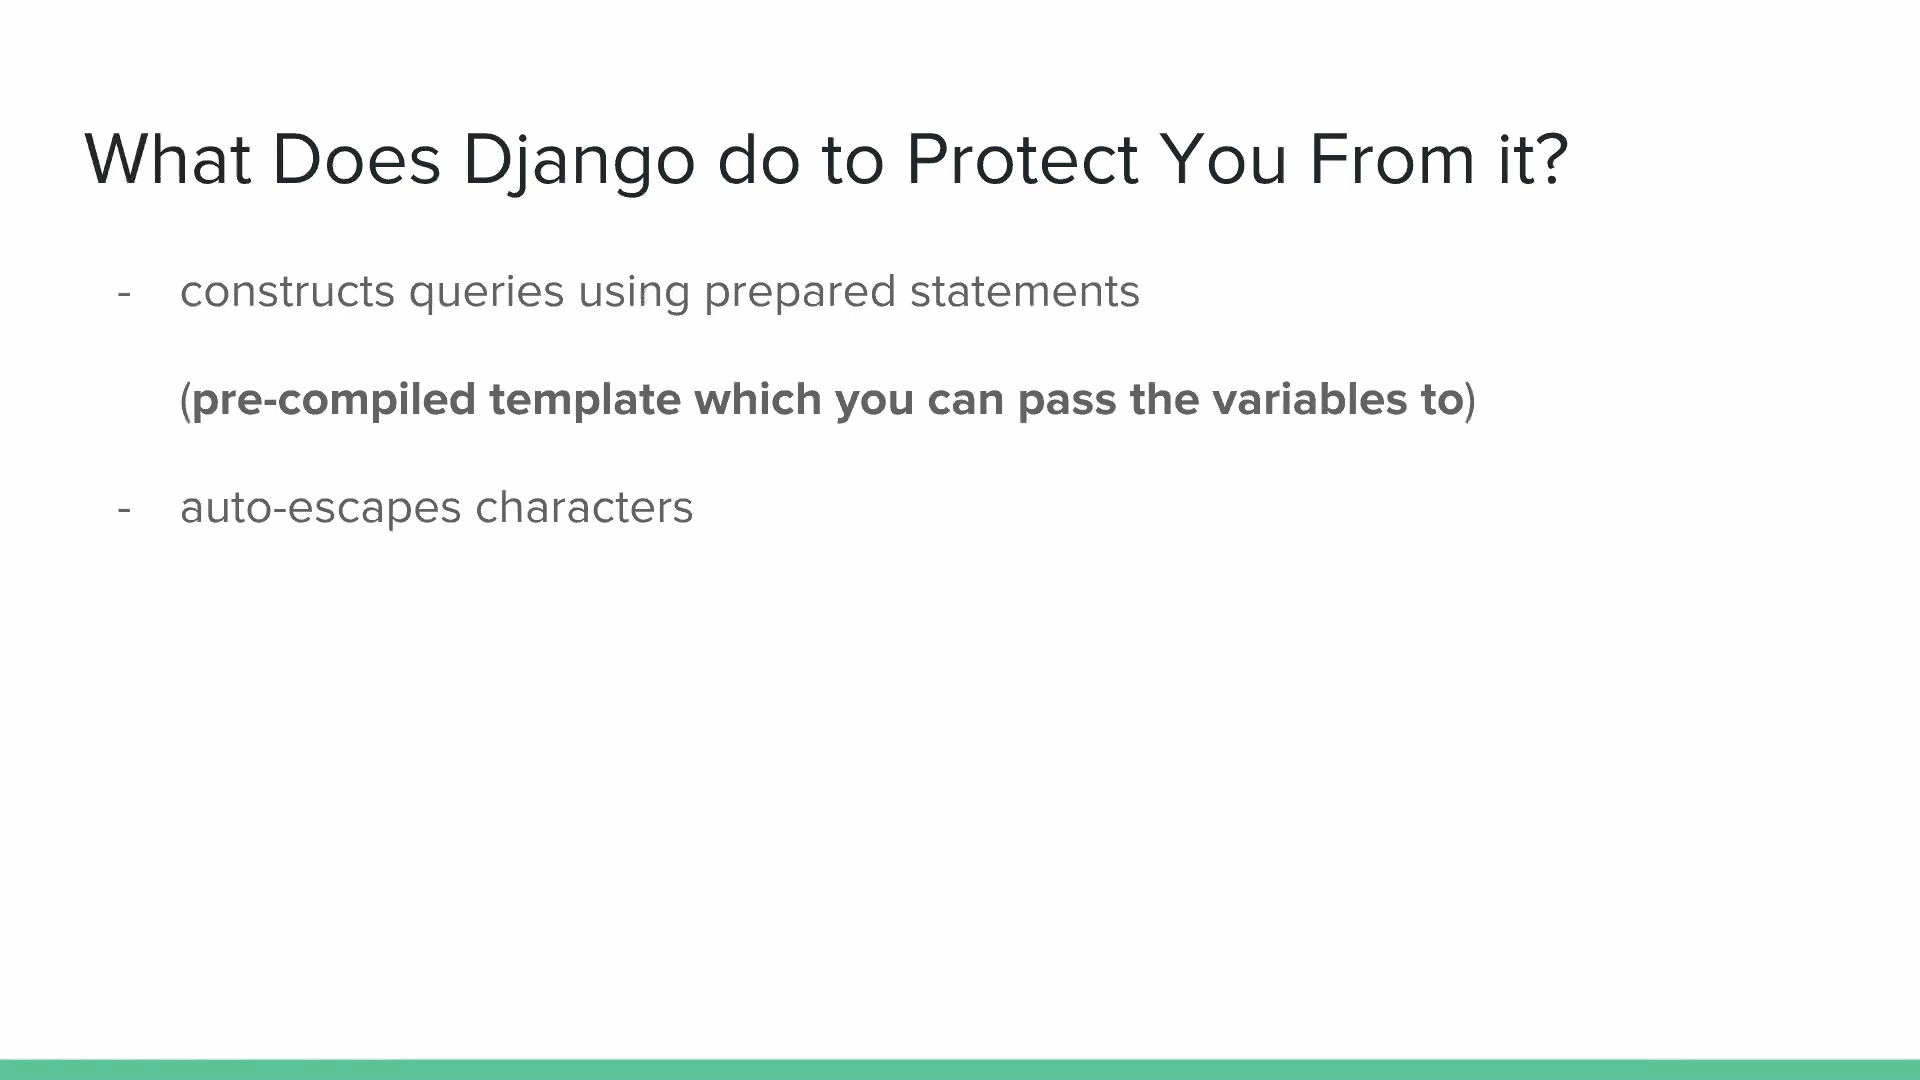 What Does Django do to Protect You From it?
- constructs queries using prepared statements
(pre-compiled template which you can pass the variables to)
- auto-escapes characters